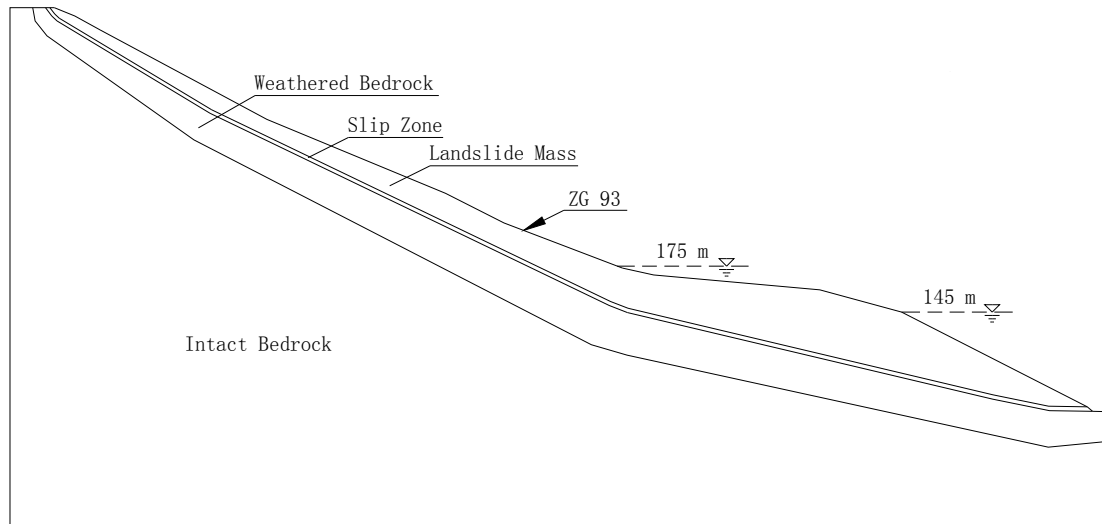 Weathered Bedrock
Slip Zone
Landslide Mass
ZG 93
175 m
145 m
Intact Bedrock